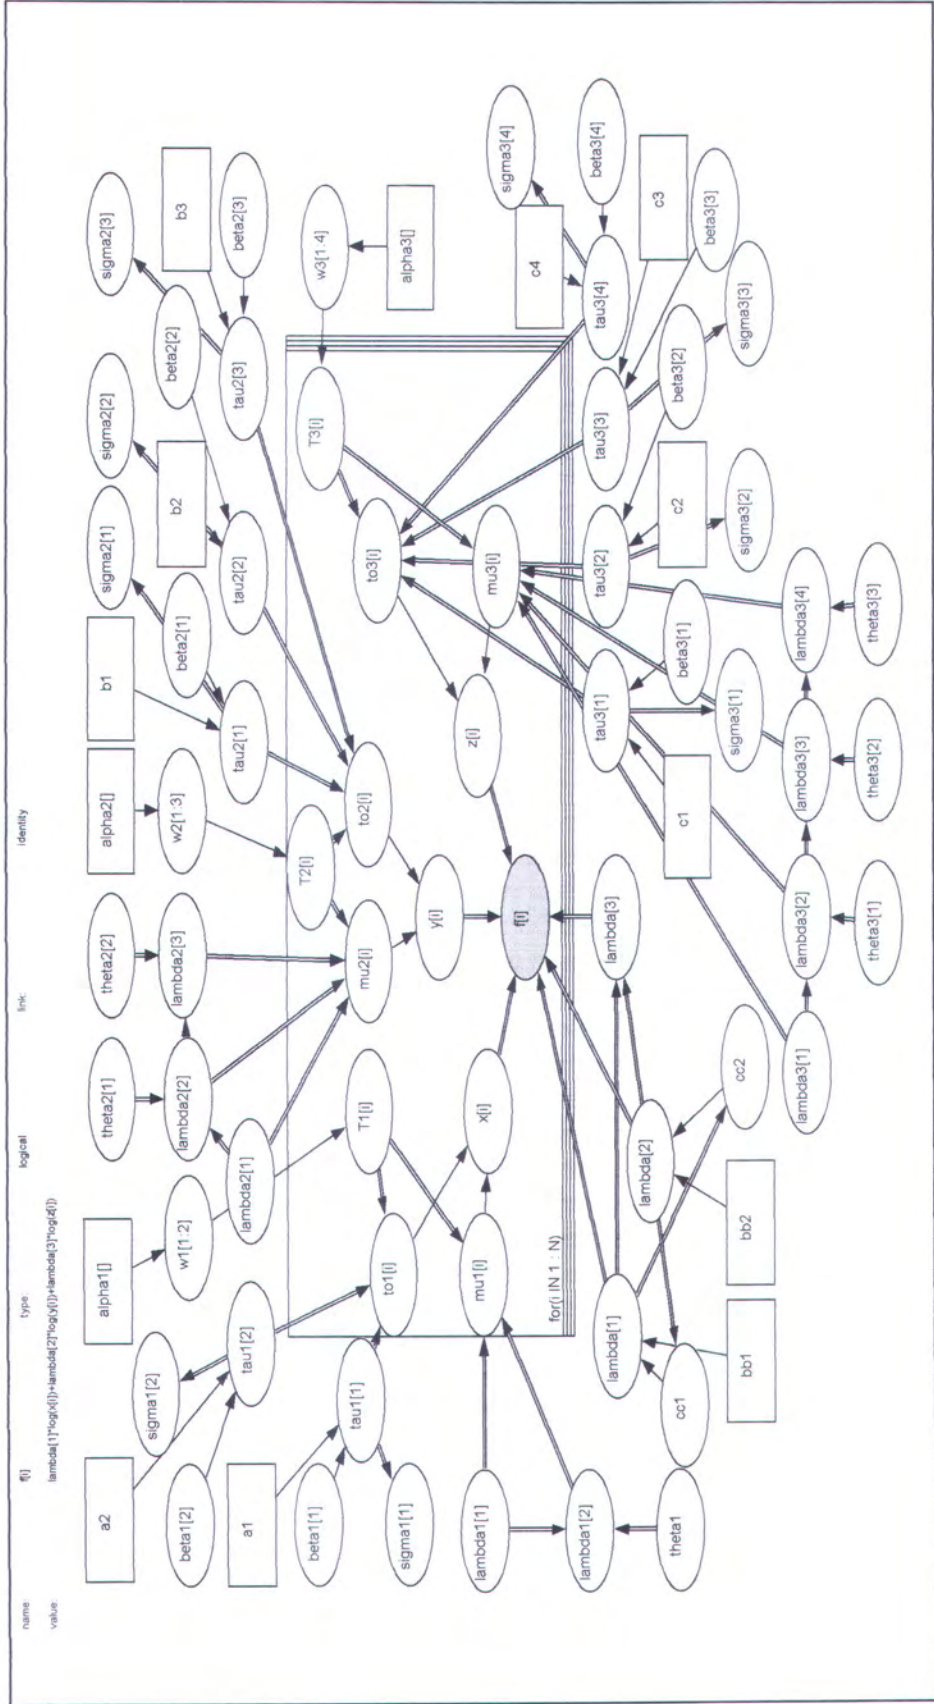 name: f[i] type: logical link: identity
value: lambda[1]*log(x[i])+lambda[2]*log(y[i])+lambda[3]*log(z[i])
a2
alpha1[]
theta2[1]
theta2[2]
alpha2[]
b1
sigma2[1]
sigma2[2]
sigma2[3]
beta1[2]
sigma1[2]
w1[1:2]
lambda2[2]
lambda2[3]
w2[1:3]
beta2[1]
b2
beta2[2]
b3
a1
tau1[2]
lambda2[1]
tau2[1]
tau2[2]
tau2[3]
beta2[3]
beta1[1]
tau1[1]
T2[i]
T3[i]
w3[1:4]
sigma1[1]
to1[i]
T1[i]
mu2[i]
to2[i]
to3[i]
alpha3[]
lambda1[1]
mu1[i]
x[i]
y[i]
z[i]
mu3[i]
sigma3[4]
f[i]
c4
lambda1[2]
for(i IN 1 : N)
beta3[4]
theta1
lambda[1]
lambda[3]
tau3[1]
tau3[2]
tau3[3]
tau3[4]
cc1
lambda[2]
c1
beta3[1]
c2
beta3[2]
c3
beta3[3]
bb1
bb2
cc2
sigma3[1]
sigma3[2]
sigma3[3]
lambda3[1]
lambda3[2]
lambda3[3]
lambda3[4]
theta3[1]
theta3[2]
theta3[3]